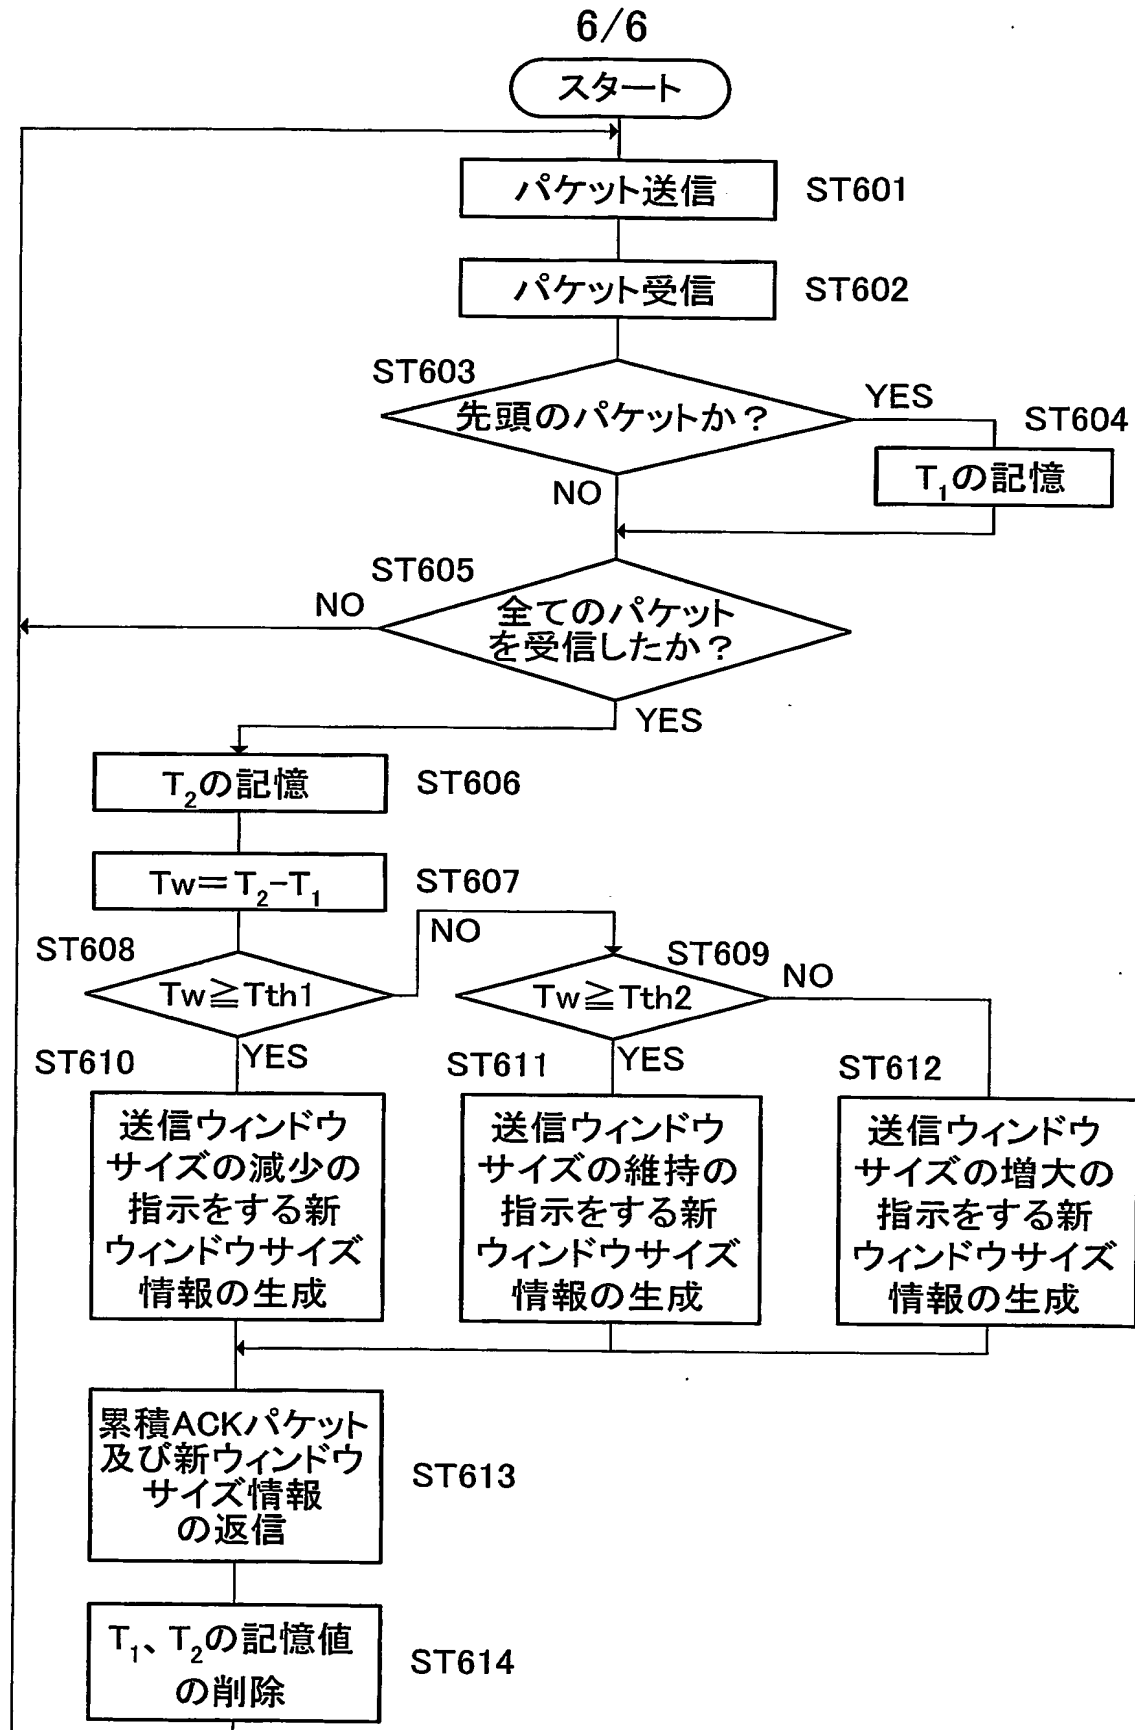 6/6
スタート
パケット送信
ST601
パケット受信
ST602
ST603
先頭のパケットか？
YES
ST604
T₁の記憶
NO
ST605
NO
全てのパケット
を受信したか？
YES
T₂の記憶
ST606
Tw＝T₂−T₁
ST607
ST608
Tw≧Tth1
NO
ST609
Tw≧Tth2
NO
ST610
YES
送信ウィンドウ
サイズの減少の
指示をする新
ウィンドウサイズ
情報の生成
ST611
YES
送信ウィンドウ
サイズの維持の
指示をする新
ウィンドウサイズ
情報の生成
ST612
送信ウィンドウ
サイズの増大の
指示をする新
ウィンドウサイズ
情報の生成
累積ACKパケット
及び新ウィンドウ
サイズ情報
の返信
ST613
T₁、T₂の記憶値
の削除
ST614